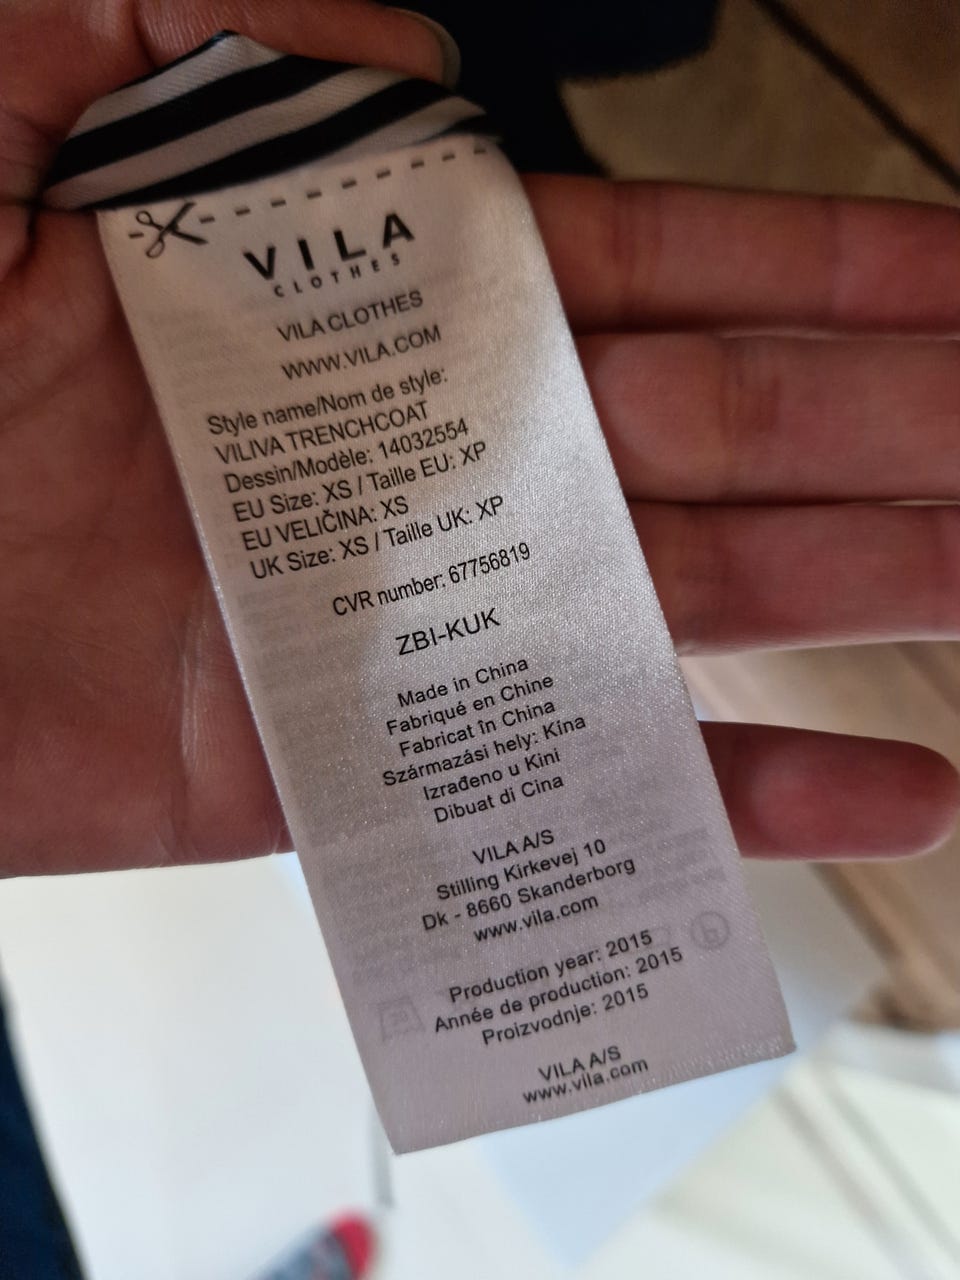 VILA
CLOTHES
VILA CLOTHES
WWW.VILA.COM
Style name/Nom de style:
VILIVA TRENCHCOAT
Dessin/Modèle: 14032554
EU Size: XS / Taille EU: XP
EU VELIČINA: XS
UK Size: XS / Taille UK: XP
CVR number: 67756819
ZBI-KUK
Made in China
Fabriqué en Chine
Fabricat în China
Származási hely: Kína
Izrađeno u Kini
Dibuat di Cina
VILA A/S
Stilling Kirkevej 10
Dk - 8660 Skanderborg
www.vila.com
Production year: 2015
Année de production: 2015
Proizvodnje: 2015
VILA A/S
www.vila.com